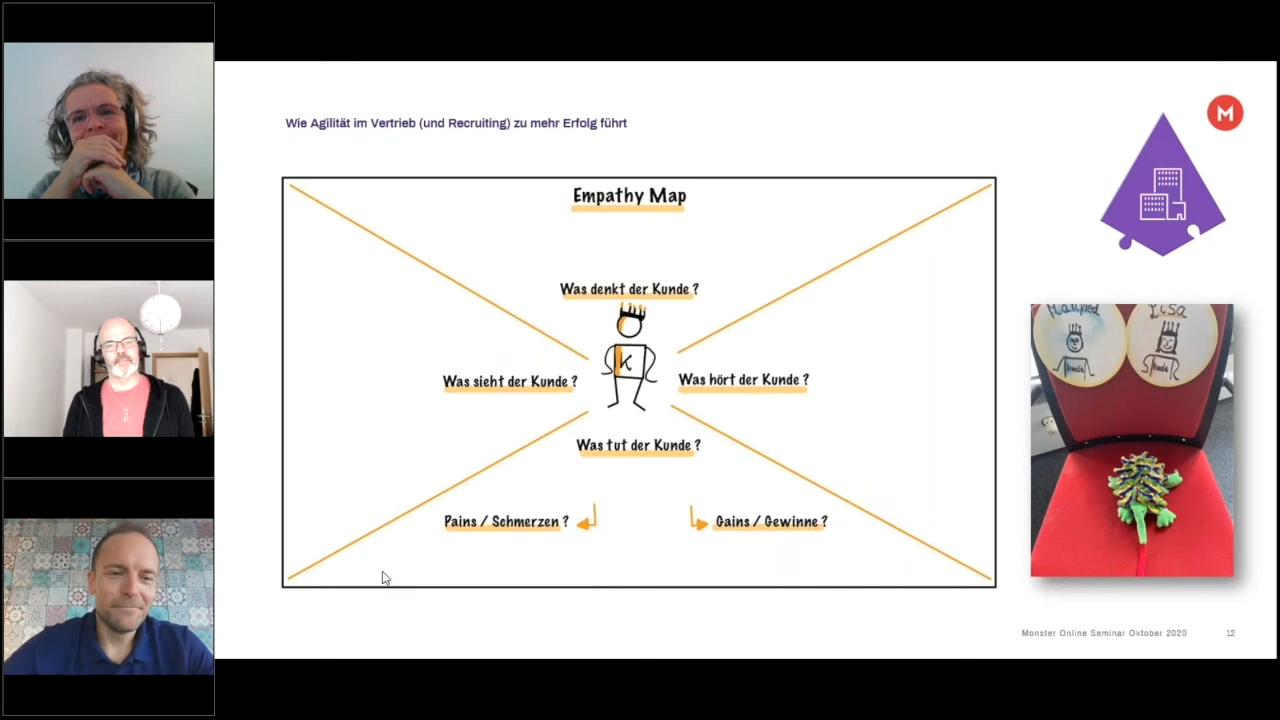 Wie Agilität im Vertrieb (und Recruiting) zu mehr Erfolg führt
M
Empathy Map
Was denkt der Kunde ?
K
Was sieht der Kunde ?
Was hört der Kunde ?
Was tut der Kunde ?
Pains / Schmerzen ?
Gains / Gewinne ?
Lisa
Kunde
Kunde
Monster Online Seminar Oktober 2020
12